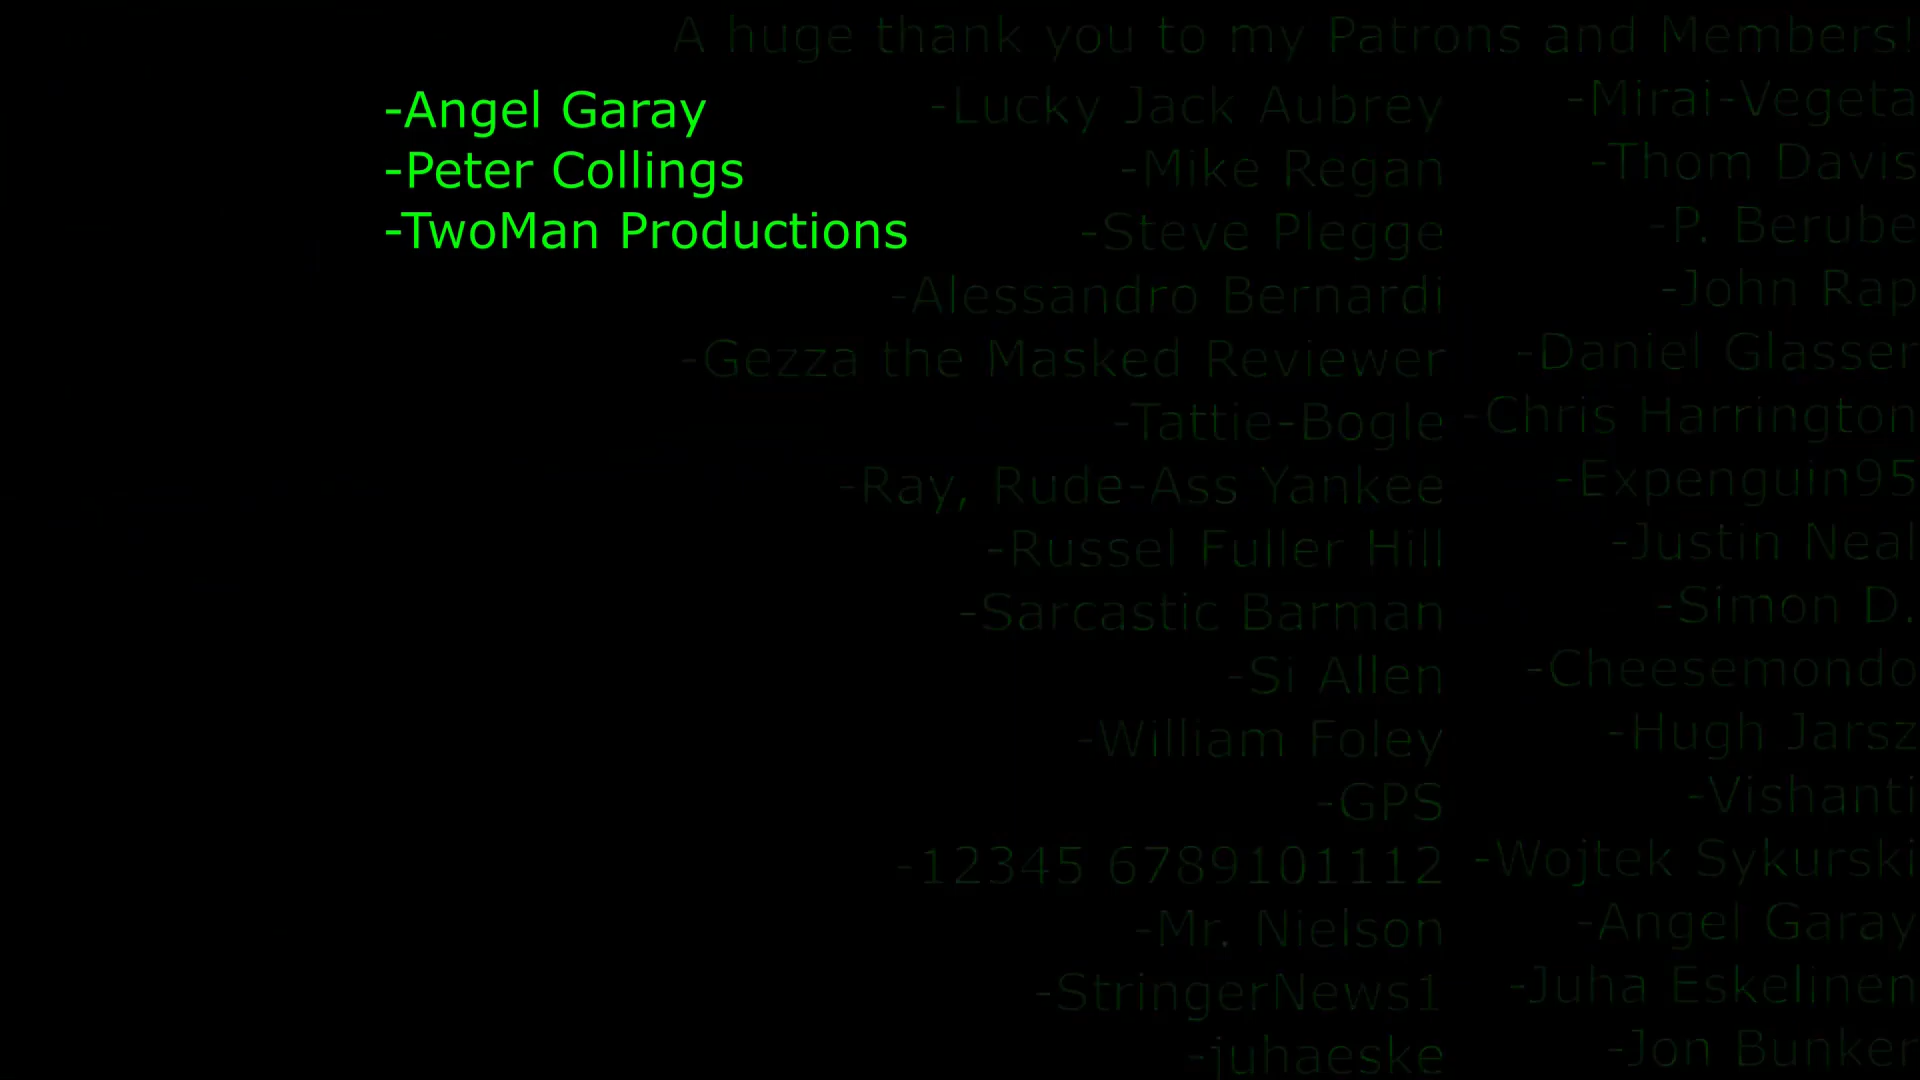 A huge thank you to my Patrons and Members!
-Angel Garay
-Peter Collings
-TwoMan Productions
-Lucky Jack Aubrey
-Mike Regan
-Steve Plegge
-Alessandro Bernardi
-Gezza the Masked Reviewer
-Tattie-Bogle
-Ray, Rude-Ass Yankee
-Russel Fuller Hill
-Sarcastic Barman
-Si Allen
-William Foley
-GPS
-12345 6789101112
-Mr. Nielson
-StringerNews1
-juhaeske
-Mirai-Vegeta
-Thom Davis
-P. Berube
-John Rap
-Daniel Glasser
-Chris Harrington
-Expenguin95
-Justin Neal
-Simon D.
-Cheesemondo
-Hugh Jarsz
-Vishanti
-Wojtek Sykurski
-Angel Garay
-Juha Eskelinen
-Jon Bunker